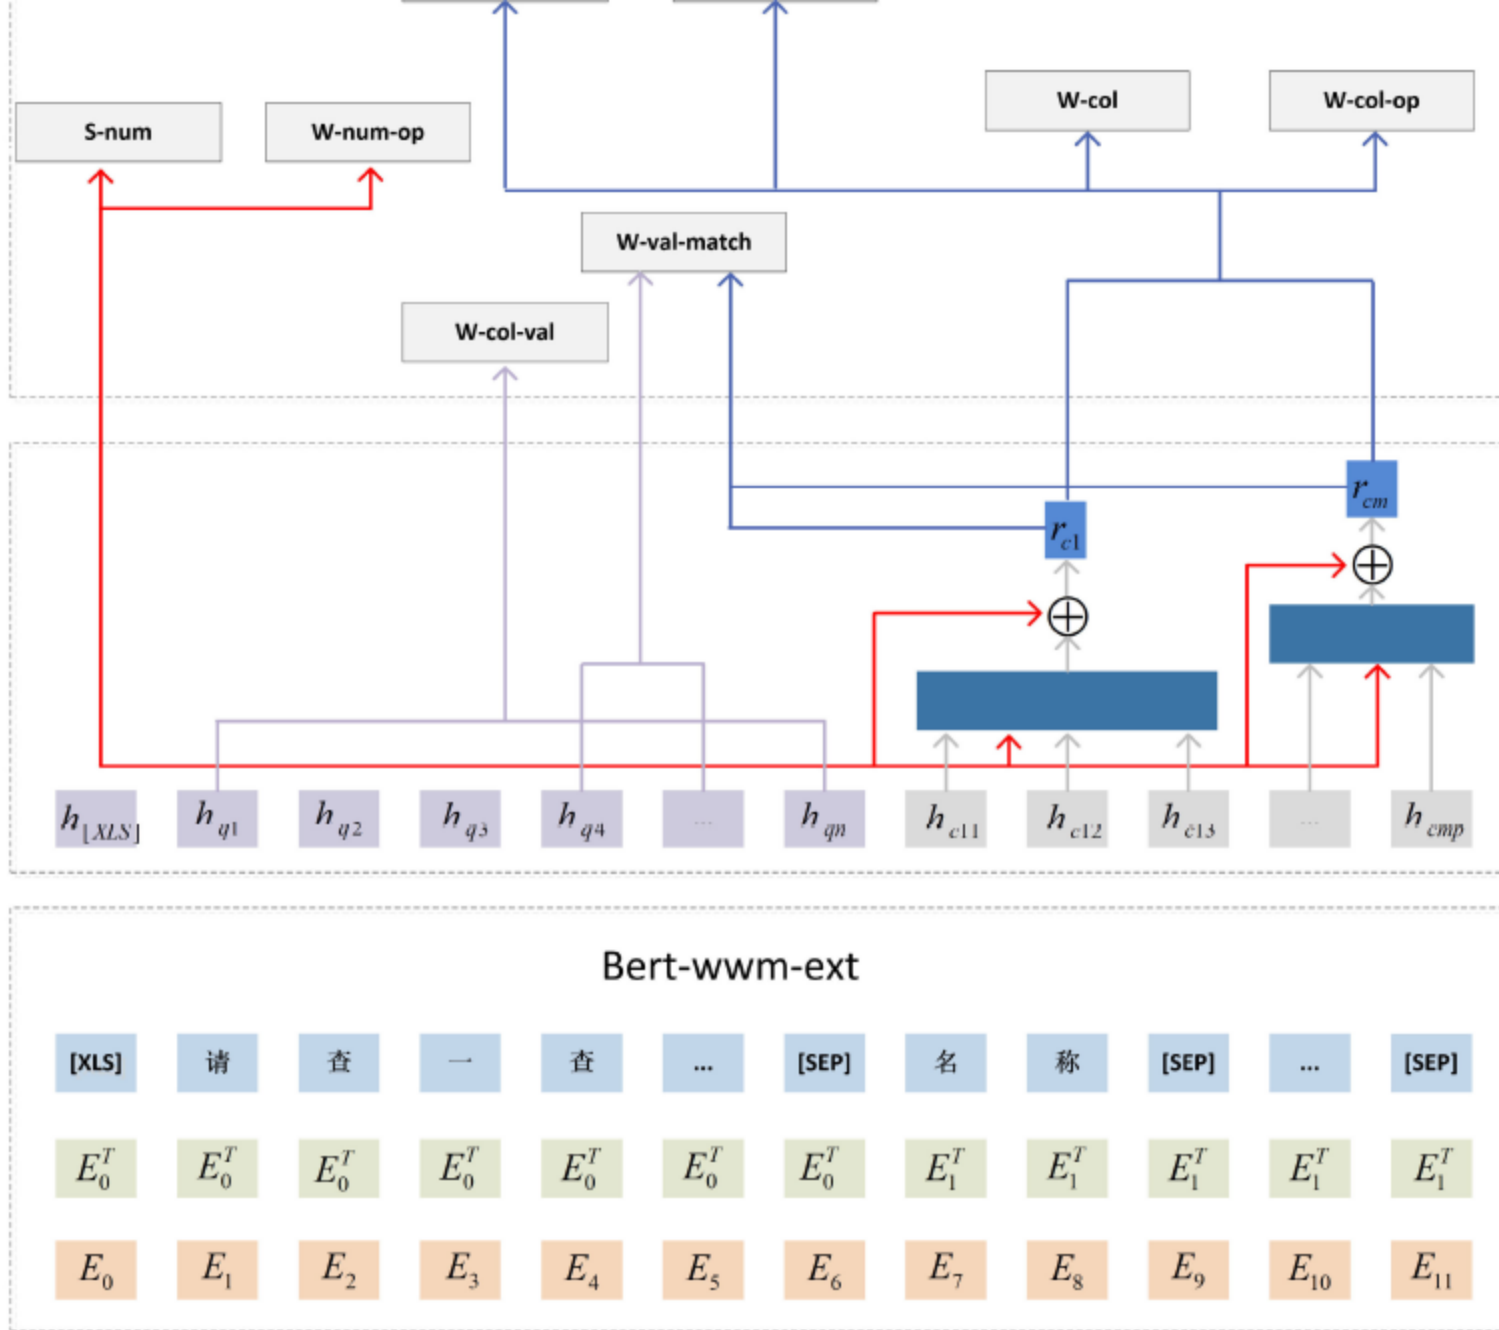 W-col W-col-op
S-num W-num-op
W-val-match
W-col-val
r_cm
r_c1
h_[XLS] h_q1 h_q2 h_q3 h_q4 ... h_qn h_c11 h_c12 h_c13 ... h_cmp
Bert-wwm-ext
[XLS] 请 查 一 查 ... [SEP] 名 称 [SEP] ... [SEP]
E_0^T E_0^T E_0^T E_0^T E_0^T E_0^T E_0^T E_1^T E_1^T E_1^T E_1^T E_1^T
E_0 E_1 E_2 E_3 E_4 E_5 E_6 E_7 E_8 E_9 E_10 E_11